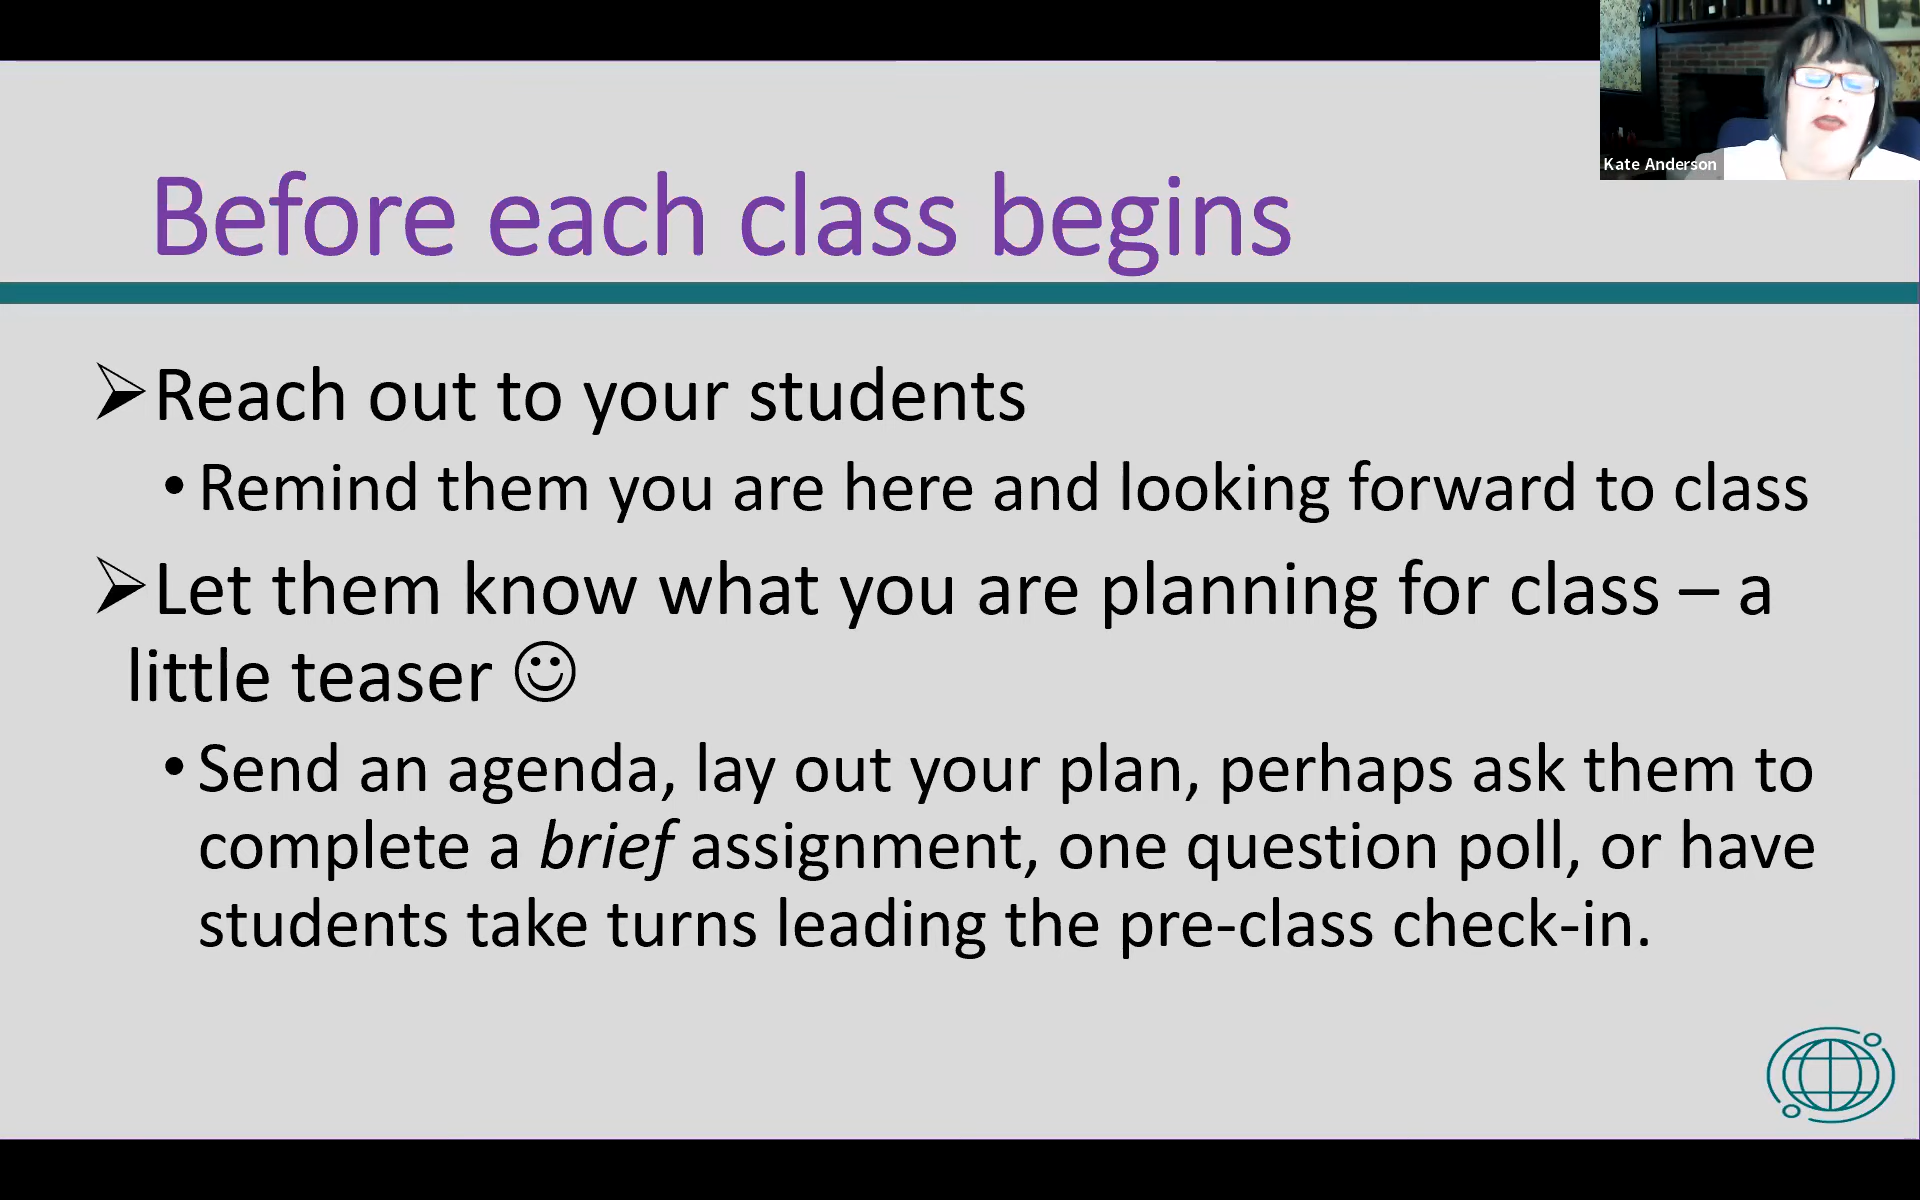 Kate Anderson
Before each class begins
➢Reach out to your students
• Remind them you are here and looking forward to class
➢Let them know what you are planning for class – a
little teaser ☺
• Send an agenda, lay out your plan, perhaps ask them to
complete a brief assignment, one question poll, or have
students take turns leading the pre-class check-in.